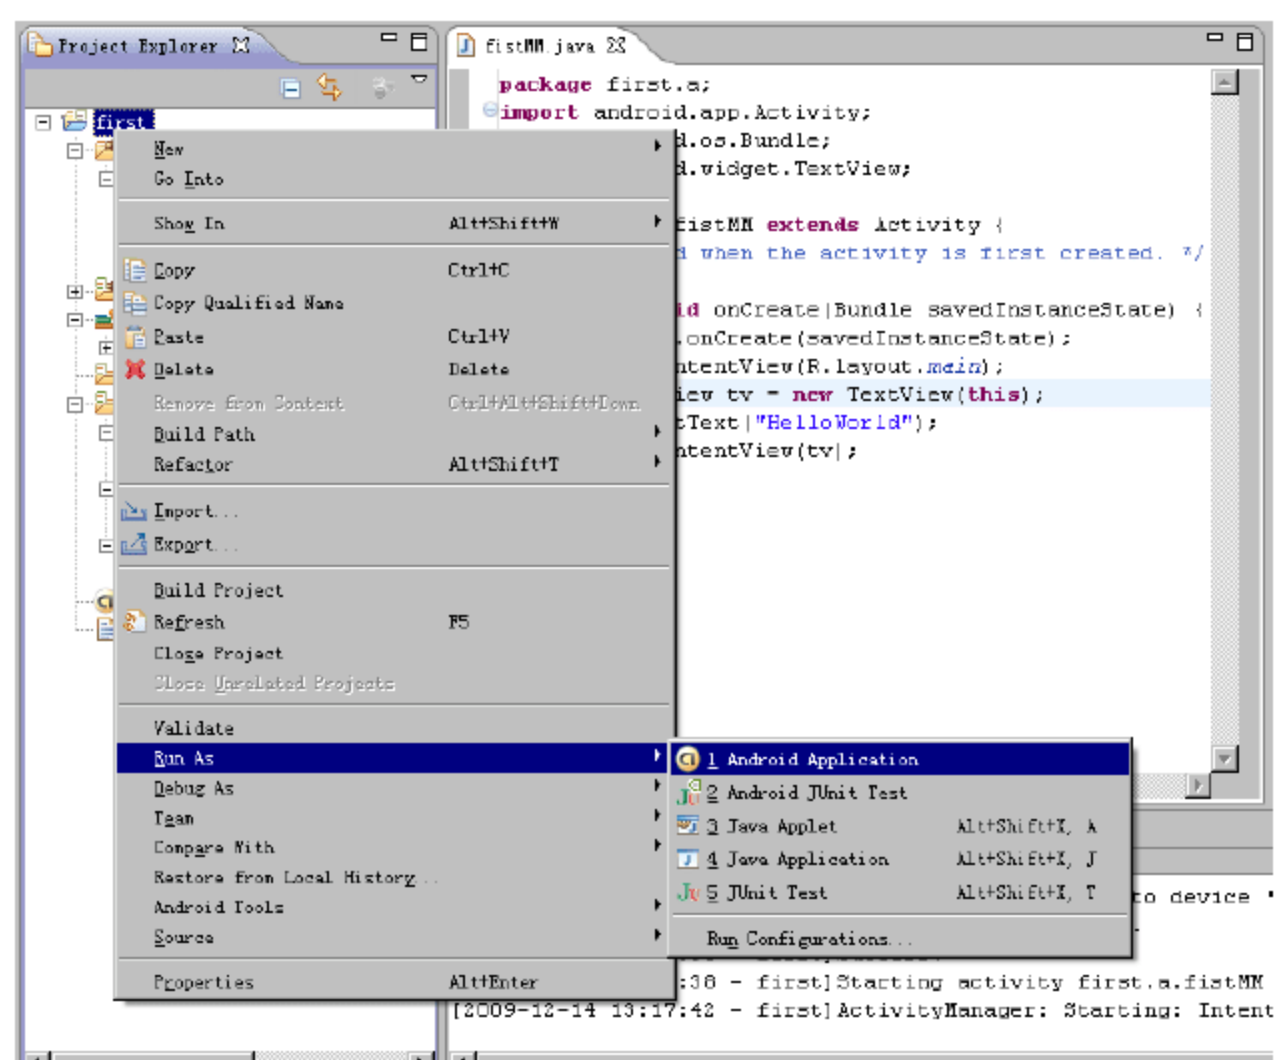 Project Explorer
fistMM.java
first
package first.a;
import android.app.Activity;
d.os.Bundle;
d.widget.TextView;
fistMM extends Activity {
d when the activity is first created. */
id onCreate(Bundle savedInstanceState) {
.onCreate(savedInstanceState);
ntentView(R.layout.main);
iew tv = new TextView(this);
tText("HelloWorld");
ntentView(tv);
New
Go Into
Show In Alt+Shift+W
Copy Ctrl+C
Copy Qualified Name
Paste Ctrl+V
Delete Delete
Remove from Context Ctrl+Alt+Shift+Down
Build Path
Refactor Alt+Shift+T
Import...
Export...
Build Project
Refresh F5
Close Project
Close Unrelated Projects
Validate
Run As
Debug As
Team
Compare With
Restore from Local History...
Android Tools
Source
Properties Alt+Enter
1 Android Application
2 Android JUnit Test
3 Java Applet Alt+Shift+X, A
4 Java Application Alt+Shift+X, J
5 JUnit Test Alt+Shift+X, T
Run Configurations...
to device '
:38 - first]Starting activity first.a.fistMM
[2009-12-14 13:17:42 - first]ActivityManager: Starting: Intent